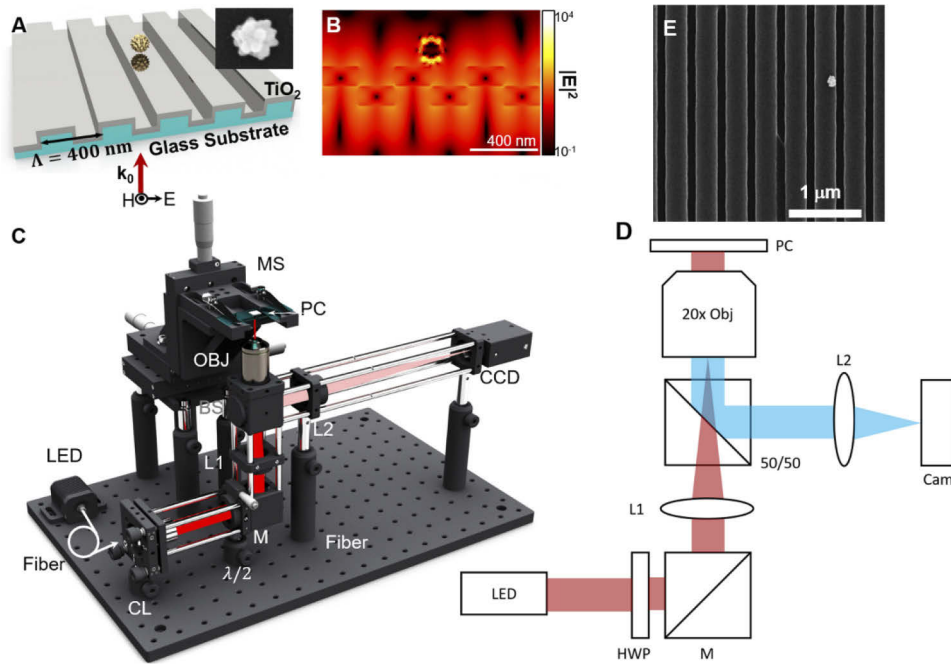 A
TiO₂
Glass Substrate
Λ = 400 nm
k₀
H
E
B
10⁴
|E|²
400 nm
10⁻¹
E
1 μm
C
MS
PC
OBJ
CCD
BS
L2
LED
L1
M
Fiber
Fiber
λ/2
CL
D
PC
20x Obj
L2
50/50
Cam
L1
LED
HWP
M